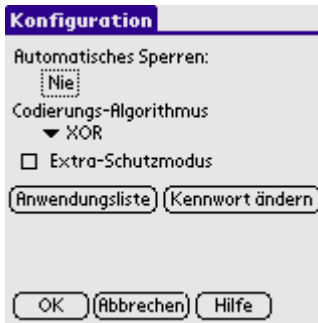 Konfiguration
Automatisches Sperren:
Nie
Codierungs-Algorithmus
XOR
Extra-Schutzmodus
Anwendungsliste Kennwort ändern
OK Abbrechen Hilfe